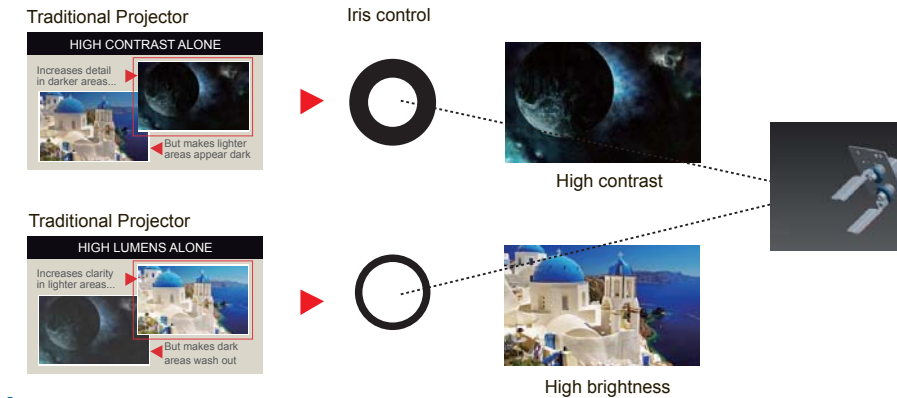 Traditional Projector
HIGH CONTRAST ALONE
Increases detail
in darker areas...
But makes lighter
areas appear dark
Iris control
High contrast
Traditional Projector
HIGH LUMENS ALONE
Increases clarity
in lighter areas...
But makes dark
areas wash out
High brightness